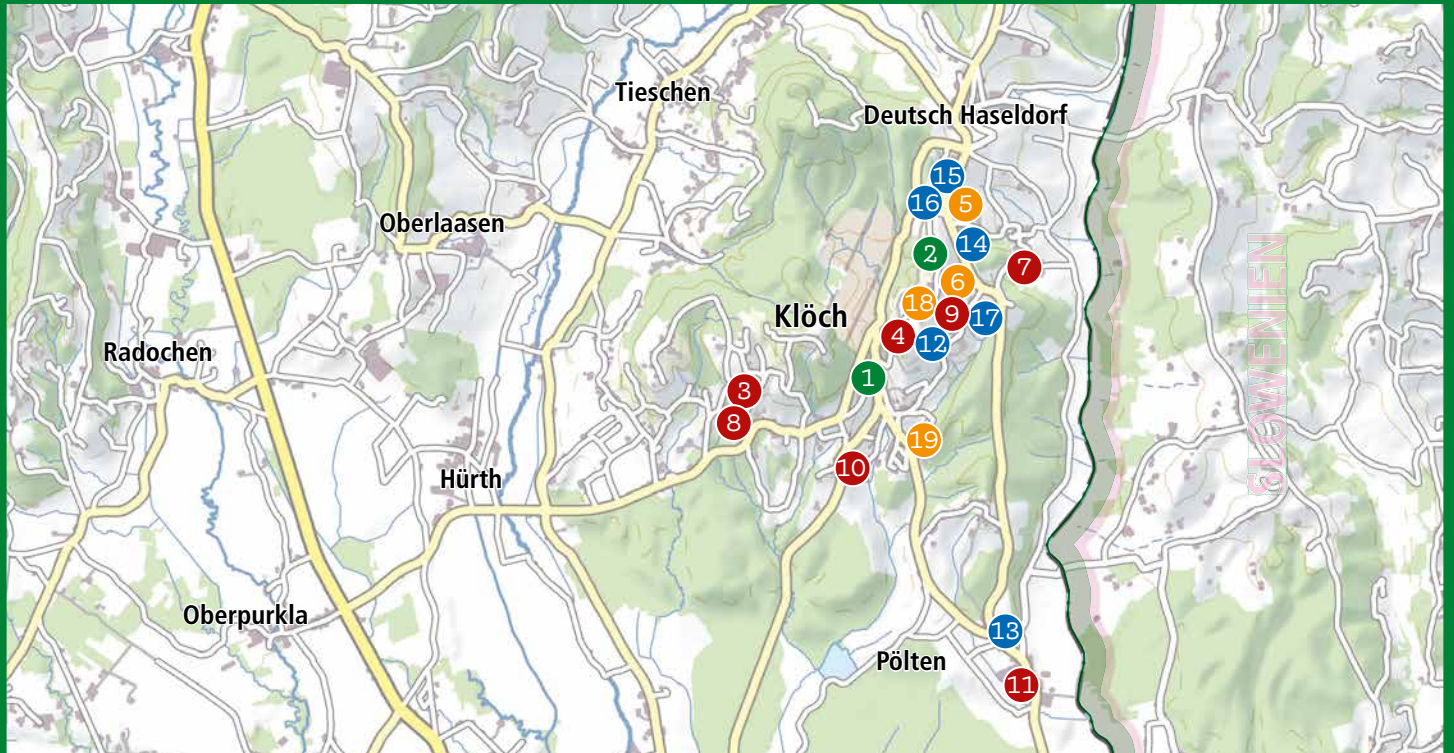 Tieschen
Deutsch Haseldorf
15
16
5
Oberlaasen
14
2
7
6
18
9
17
Klöch
4
12
Radochen
1
3
8
19
10
Hürth
SLOWENIEN
Oberpurkla
13
Pölten
11